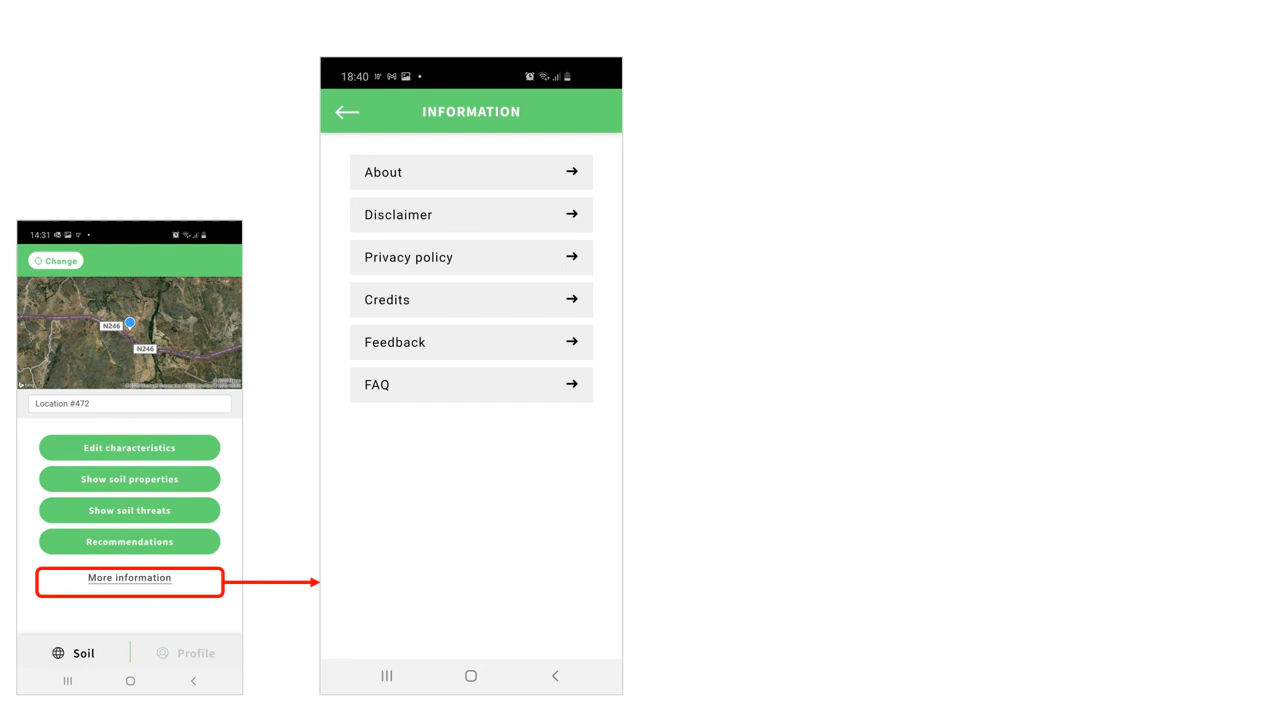 14:31
Change
N246
N246
Location #472
Edit characteristics
Show soil properties
Show soil threats
Recommendations
More information
Soil
Profile
18:40
INFORMATION
About
Disclaimer
Privacy policy
Credits
Feedback
FAQ